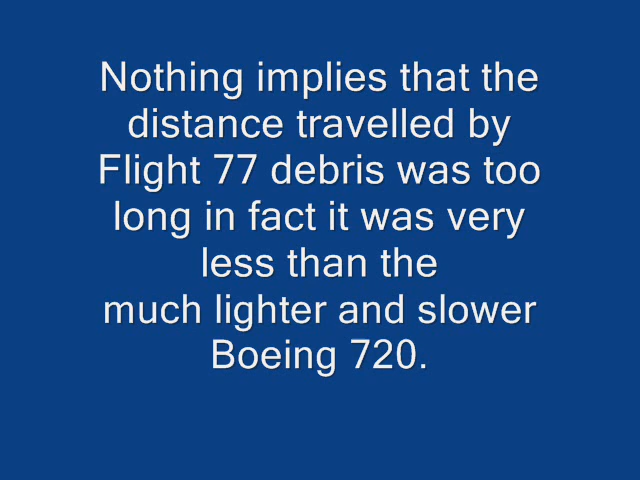 Nothing implies that the
distance travelled by
Flight 77 debris was too
long in fact it was very
less than the
much lighter and slower
Boeing 720.